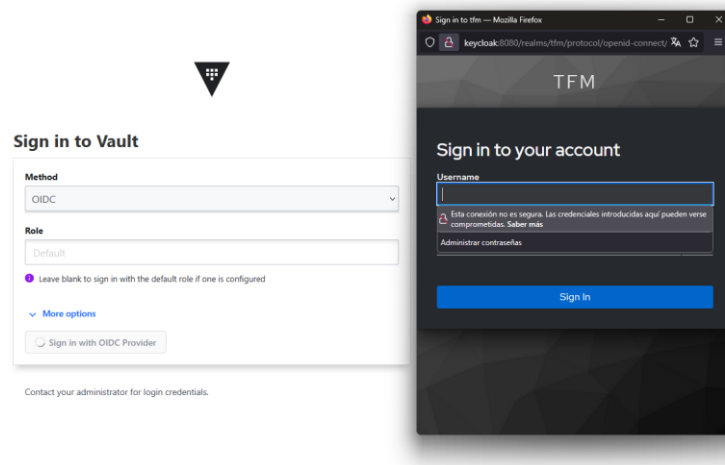 Sign in to Vault
Method
OIDC
Role
Default
Leave blank to sign in with the default role if one is configured
More options
Sign in with OIDC Provider
Contact your administrator for login credentials.
Sign in to tfm — Mozilla Firefox
keycloak:8080/realms/tfm/protocol/openid-connect/
TFM
Sign in to your account
Username
Esta conexión no es segura. Las credenciales introducidas aquí pueden verse
comprometidas. Saber más
Administrar contraseñas
Sign In